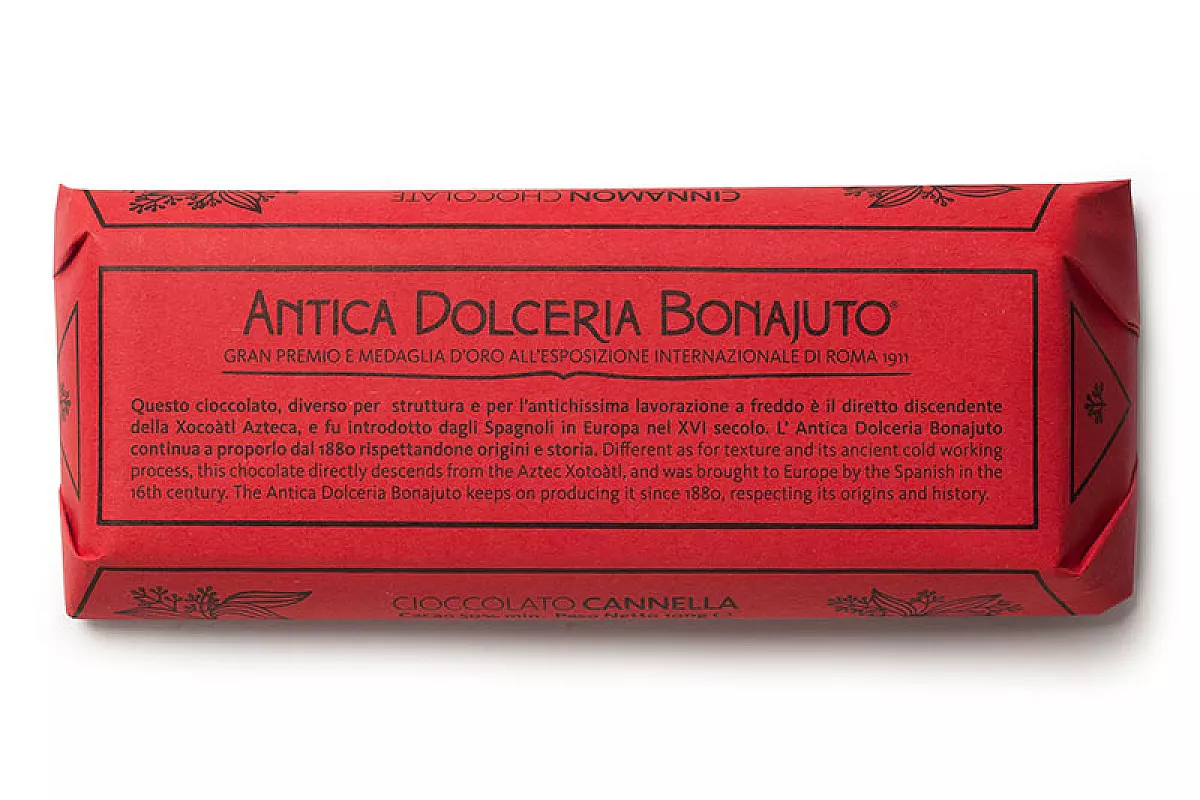 CINNAMON CHOCOLATE
ANTICA DOLCERIA BONAJUTO®
GRAN PREMIO E MEDAGLIA D'ORO ALL'ESPOSIZIONE INTERNAZIONALE DI ROMA 1911
Questo cioccolato, diverso per struttura e per l'antichissima lavorazione a freddo è il diretto discendente
della Xocoàtl Azteca, e fu introdotto dagli Spagnoli in Europa nel XVI secolo. L' Antica Dolceria Bonajuto
continua a proporlo dal 1880 rispettandone origini e storia. Different as for texture and its ancient cold working
process, this chocolate directly descends from the Aztec Xotoàtl, and was brought to Europe by the Spanish in the
16th century. The Antica Dolceria Bonajuto keeps on producing it since 1880, respecting its origins and history.
CIOCCOLATO CANNELLA
Cacao 50% min. Peso Netto